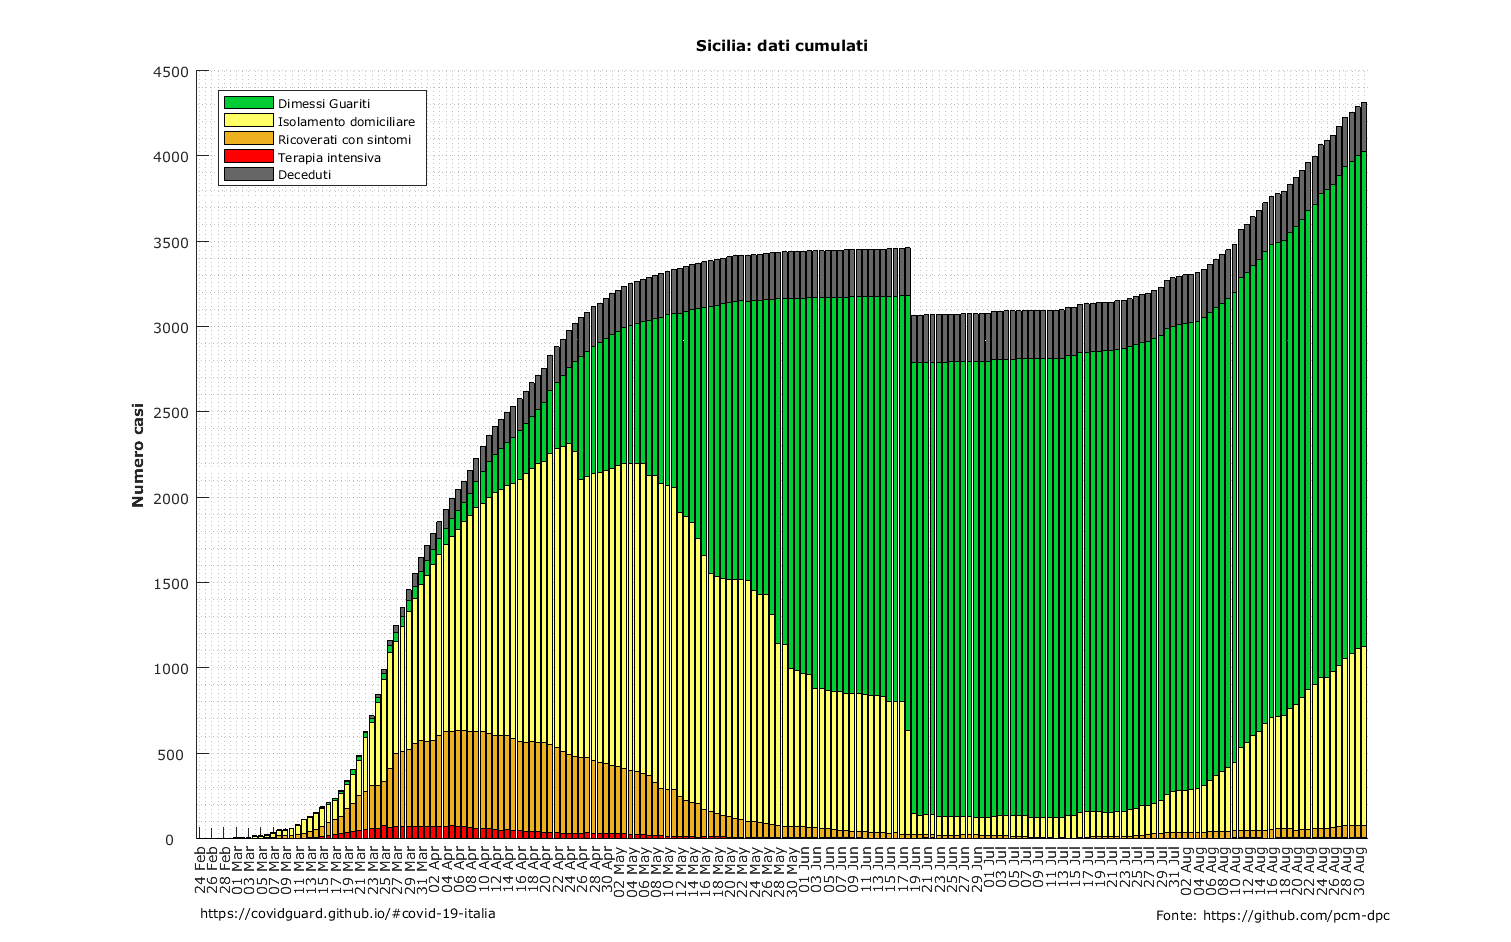 Sicilia: dati cumulati
4500
4000
3500
3000
2500
2000
1500
1000
500
0
Numero casi
Dimessi Guariti
Isolamento domiciliare
Ricoverati con sintomi
Terapia intensiva
Deceduti
24 Feb
26 Feb
28 Feb
01 Mar
03 Mar
05 Mar
07 Mar
09 Mar
11 Mar
13 Mar
15 Mar
17 Mar
19 Mar
21 Mar
23 Mar
25 Mar
27 Mar
29 Mar
31 Mar
02 Apr
04 Apr
06 Apr
08 Apr
10 Apr
12 Apr
14 Apr
16 Apr
18 Apr
20 Apr
22 Apr
24 Apr
26 Apr
28 Apr
30 Apr
02 May
04 May
06 May
08 May
10 May
12 May
14 May
16 May
18 May
20 May
22 May
24 May
26 May
28 May
30 May
01 Jun
03 Jun
05 Jun
07 Jun
09 Jun
11 Jun
13 Jun
15 Jun
17 Jun
19 Jun
21 Jun
23 Jun
25 Jun
27 Jun
29 Jun
01 Jul
03 Jul
05 Jul
07 Jul
09 Jul
11 Jul
13 Jul
15 Jul
17 Jul
19 Jul
21 Jul
23 Jul
25 Jul
27 Jul
29 Jul
31 Jul
02 Aug
04 Aug
06 Aug
08 Aug
10 Aug
12 Aug
14 Aug
16 Aug
18 Aug
20 Aug
22 Aug
24 Aug
26 Aug
28 Aug
30 Aug
https://covidguard.github.io/#covid-19-italia
Fonte: https://github.com/pcm-dpc